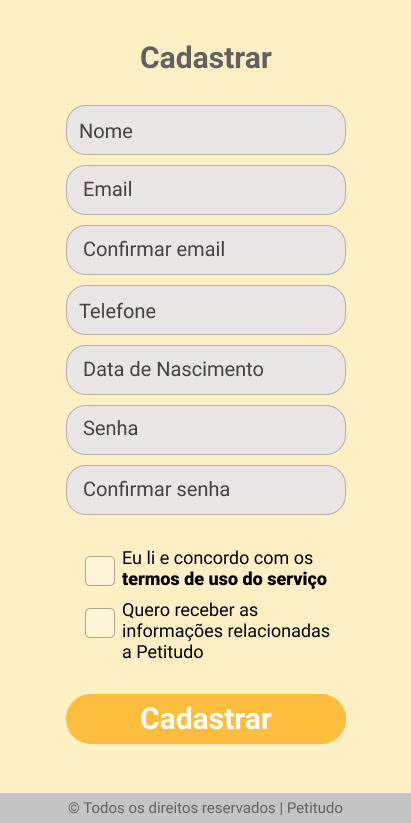 Cadastrar
Nome
Email
Confirmar email
Telefone
Data de Nascimento
Senha
Confirmar senha
Eu li e concordo com os
termos de uso do serviço
Quero receber as
informações relacionadas
a Petitudo
Cadastrar
© Todos os direitos reservados | Petitudo